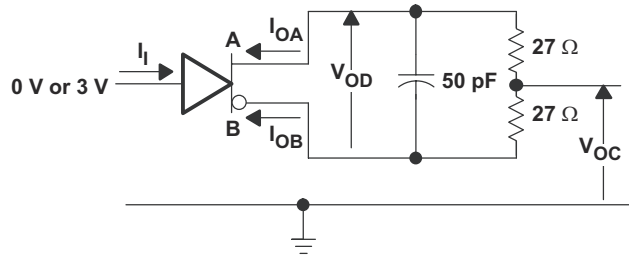 A
I_OA
I_I
0 V or 3 V
V_OD
50 pF
27 Ω
27 Ω
B
I_OB
V_OC